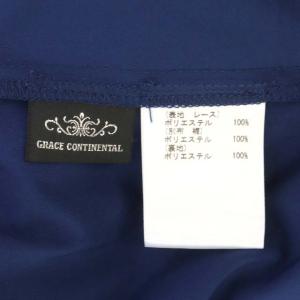 GRACE CONTINENTAL
(表地 レース)
ポリエステル 100%
(別布 裾)
ポリエステル 100%
(裏地)
ポリエステル 100%